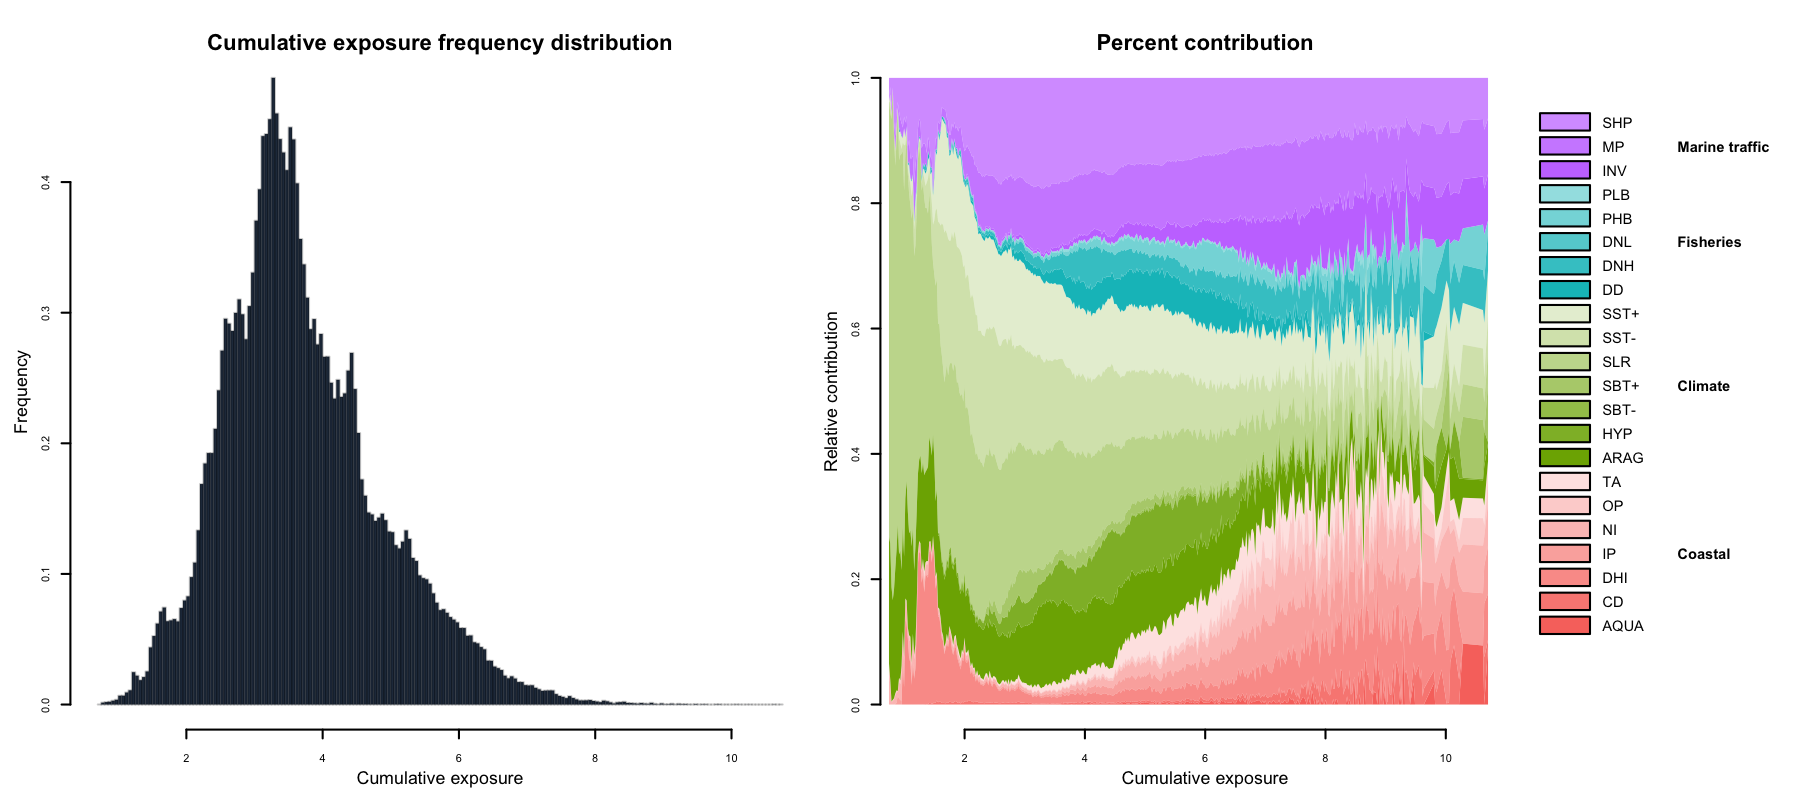 Cumulative exposure frequency distribution
Frequency
0.0
0.1
0.2
0.3
0.4
2
4
6
8
10
Cumulative exposure
Percent contribution
Relative contribution
0.0
0.2
0.4
0.6
0.8
1.0
2
4
6
8
10
Cumulative exposure
SHP
MP
Marine traffic
INV
PLB
PHB
DNL
Fisheries
DNH
DD
SST+
SST-
SLR
SBT+
Climate
SBT-
HYP
ARAG
TA
OP
NI
IP
Coastal
DHI
CD
AQUA